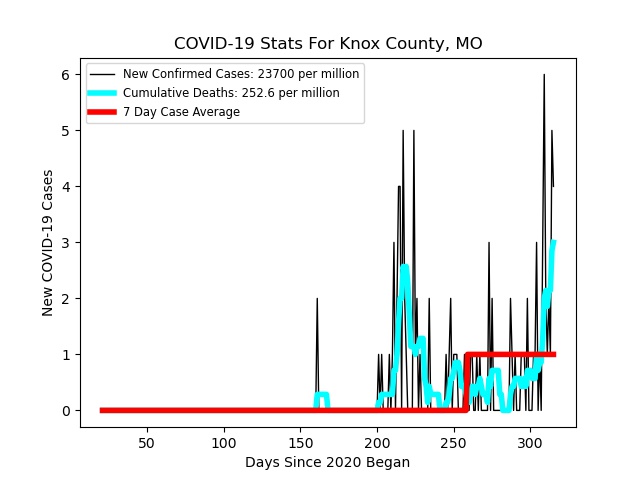 COVID-19 Stats For Knox County, MO
New Confirmed Cases: 23700 per million
Cumulative Deaths: 252.6 per million
7 Day Case Average
New COVID-19 Cases
6
5
4
3
2
1
0
50 100 150 200 250 300
Days Since 2020 Began